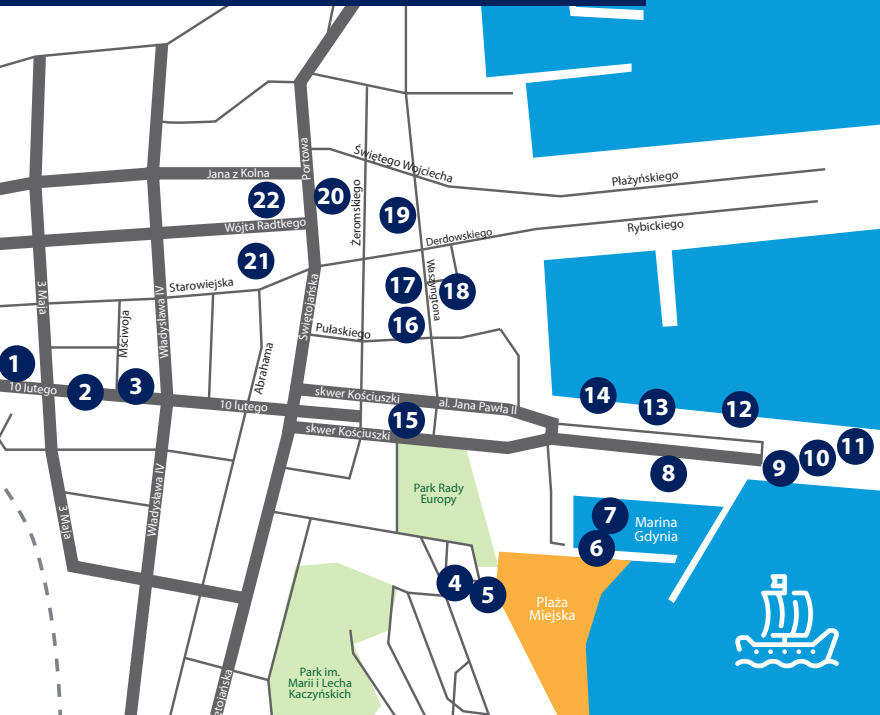 Świętego Wojciecha
Portowa
Jana z Kolna
Płażyńskiego
22
20
Żeromskiego
19
Wójta Radtkego
Derdowskiego
Rybickiego
21
3 Maja
Władysława IV
Starowiejska
Świętojańska
17
Waszyngtona
18
Mściwoja
16
Pułaskiego
1
10 lutego
2
3
Abrahama
10 lutego
skwer Kościuszki
al. Jana Pawła II
14
13
12
15
skwer Kościuszki
11
10
9
8
Park Rady
Europy
Władysława IV
3 Maja
7
Marina
Gdynia
6
4
5
Plaża
Miejska
Park im.
Marii i Lecha
Kaczyńskich
ętojańska